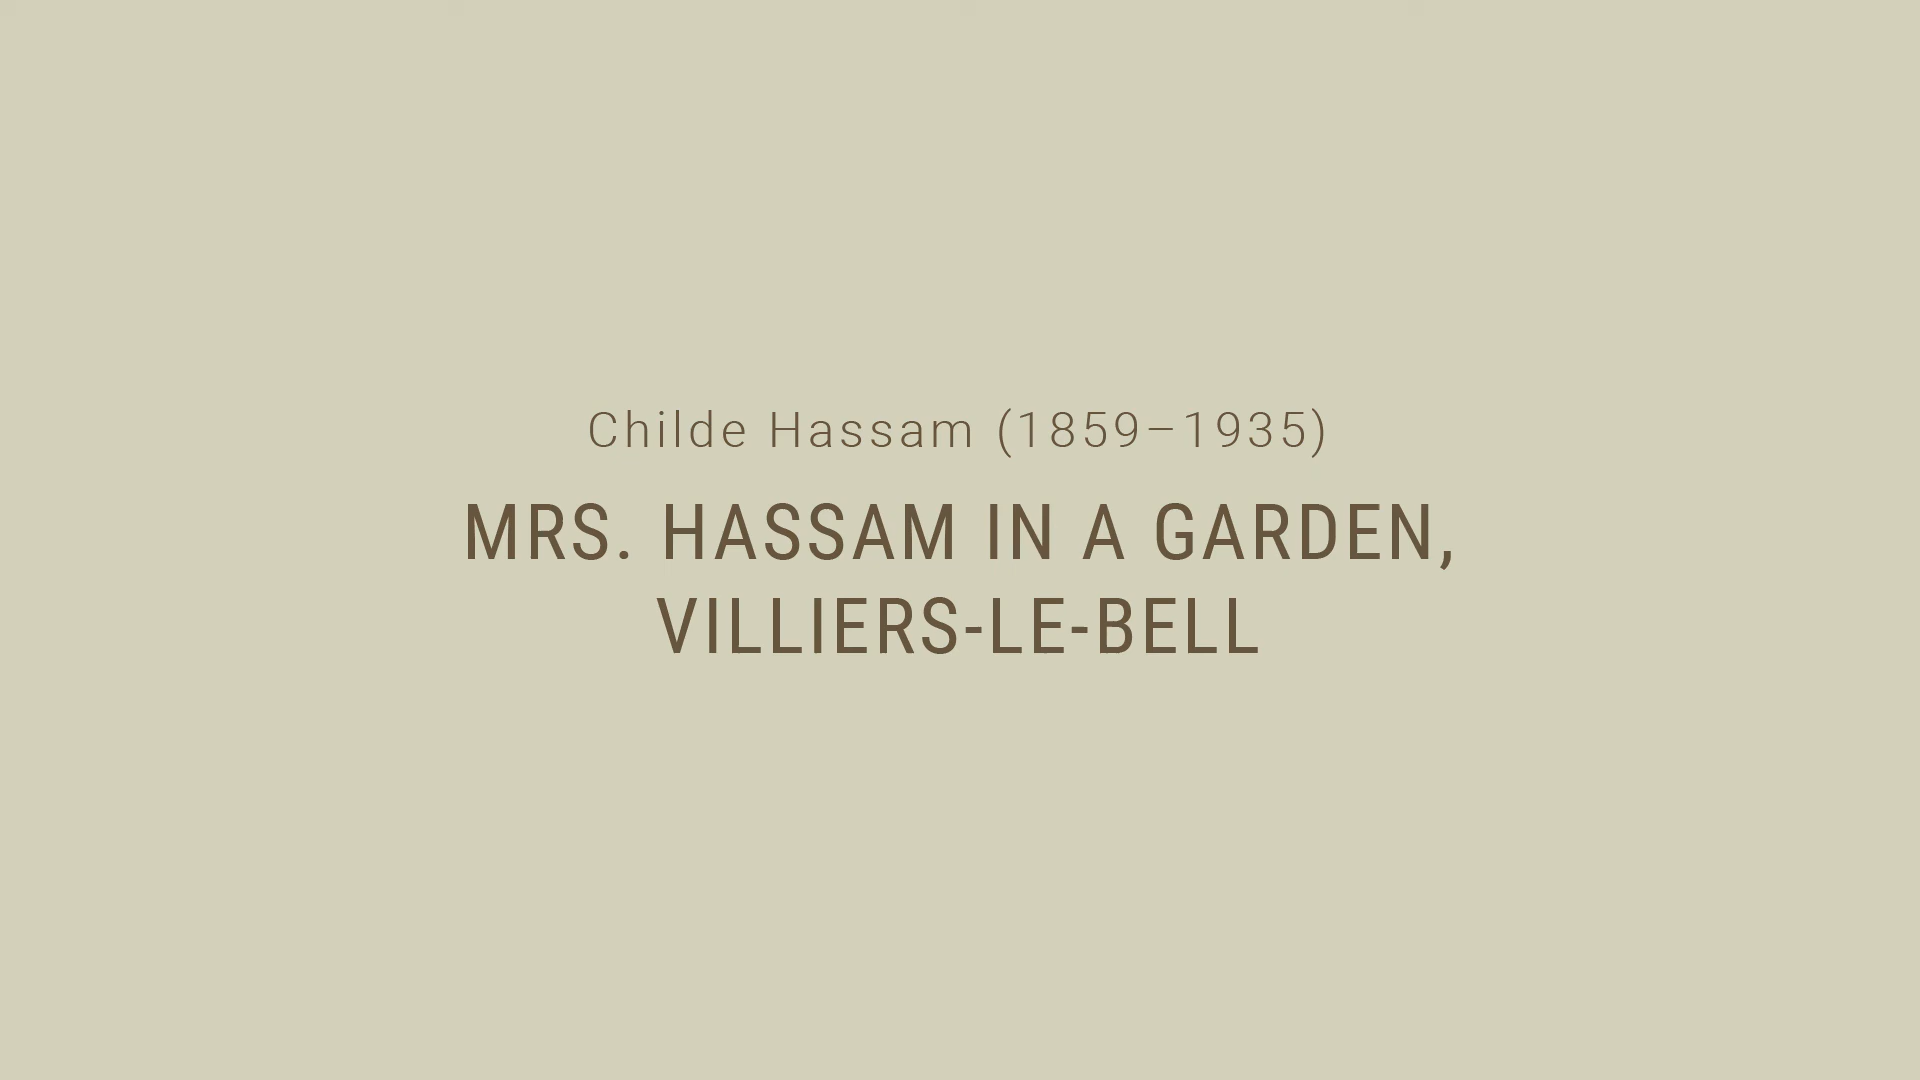 Childe Hassam (1859–1935)
MRS. HASSAM IN A GARDEN,
VILLIERS-LE-BELL